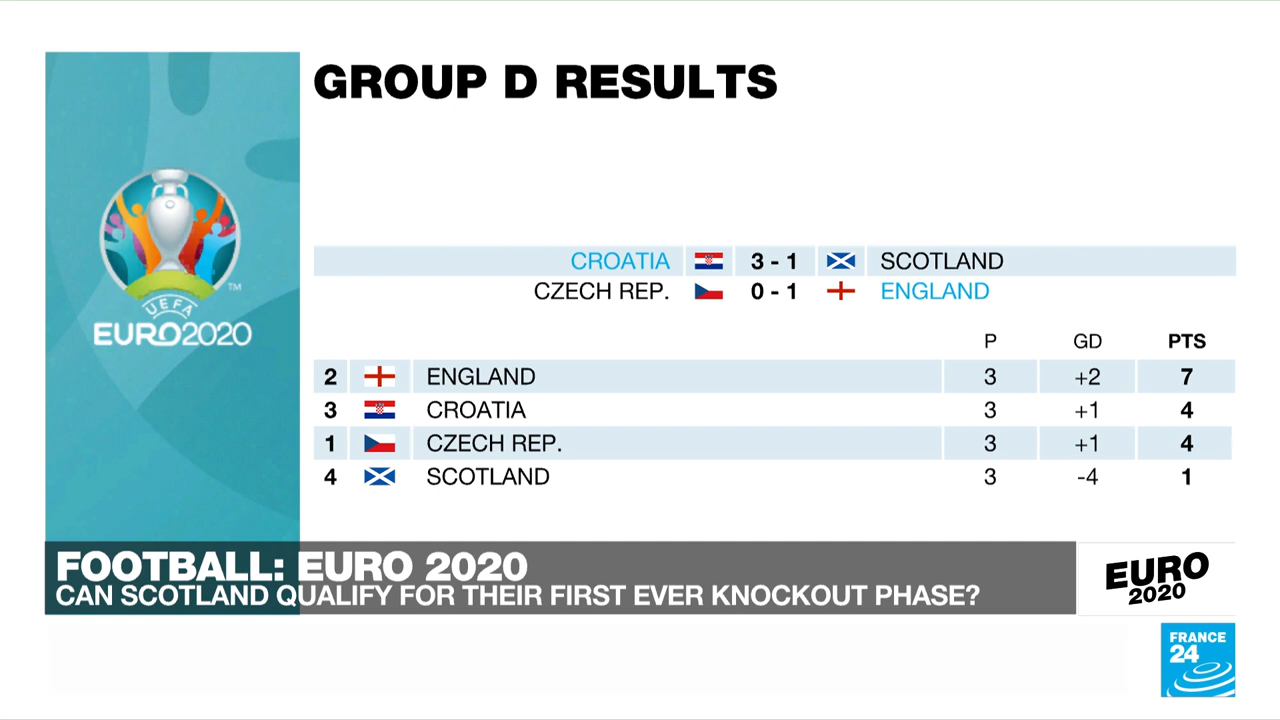 GROUP D RESULTS
CROATIA 3 - 1 SCOTLAND
CZECH REP. 0 - 1 ENGLAND
P GD PTS
2 ENGLAND 3 +2 7
3 CROATIA 3 +1 4
1 CZECH REP. 3 +1 4
4 SCOTLAND 3 -4 1
TM
UEFA
EURO2020
FOOTBALL: EURO 2020
CAN SCOTLAND QUALIFY FOR THEIR FIRST EVER KNOCKOUT PHASE?
EURO
2020
FRANCE
24